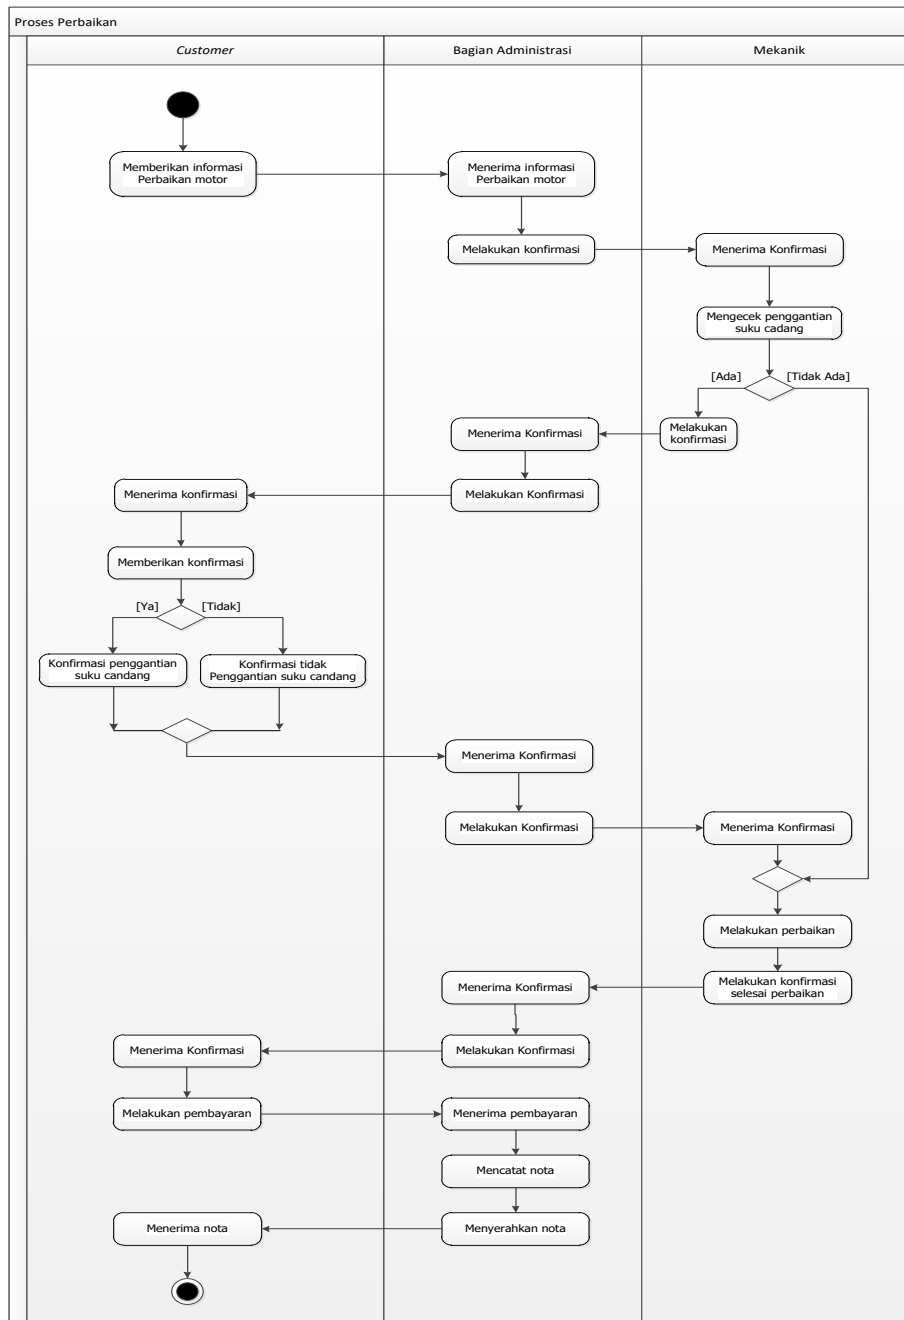 Proses Perbaikan
Customer
Bagian Administrasi
Mekanik
Memberikan informasi
Perbaikan motor
Menerima informasi
Perbaikan motor
Melakukan konfirmasi
Menerima Konfirmasi
Mengecek penggantian
suku cadang
[Ada]
[Tidak Ada]
Melakukan
konfirmasi
Menerima Konfirmasi
Melakukan Konfirmasi
Menerima konfirmasi
Memberikan konfirmasi
[Ya]
[Tidak]
Konfirmasi penggantian
suku candang
Konfirmasi tidak
Penggantian suku candang
Menerima Konfirmasi
Melakukan Konfirmasi
Menerima Konfirmasi
Melakukan perbaikan
Melakukan konfirmasi
selesai perbaikan
Menerima Konfirmasi
Melakukan Konfirmasi
Menerima Konfirmasi
Melakukan pembayaran
Menerima pembayaran
Mencatat nota
Menyerahkan nota
Menerima nota